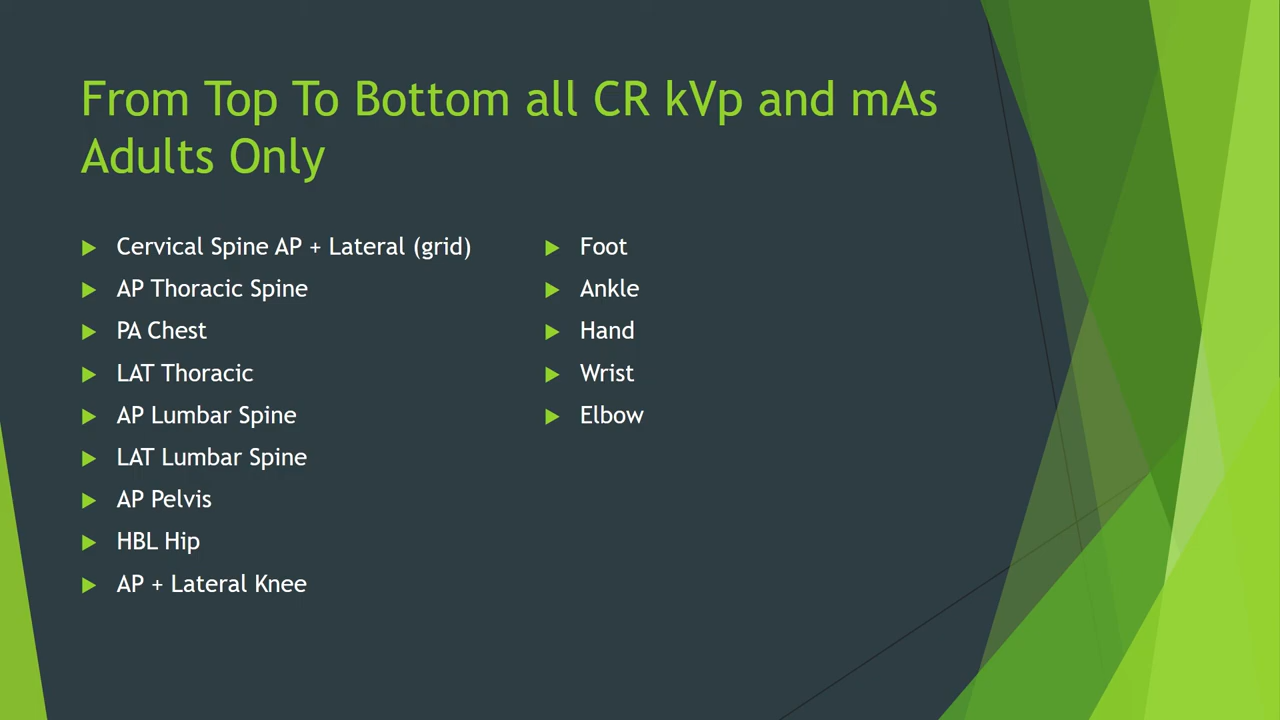 From Top To Bottom all CR kVp and mAs
Adults Only
Cervical Spine AP + Lateral (grid)
AP Thoracic Spine
PA Chest
LAT Thoracic
AP Lumbar Spine
LAT Lumbar Spine
AP Pelvis
HBL Hip
AP + Lateral Knee
Foot
Ankle
Hand
Wrist
Elbow